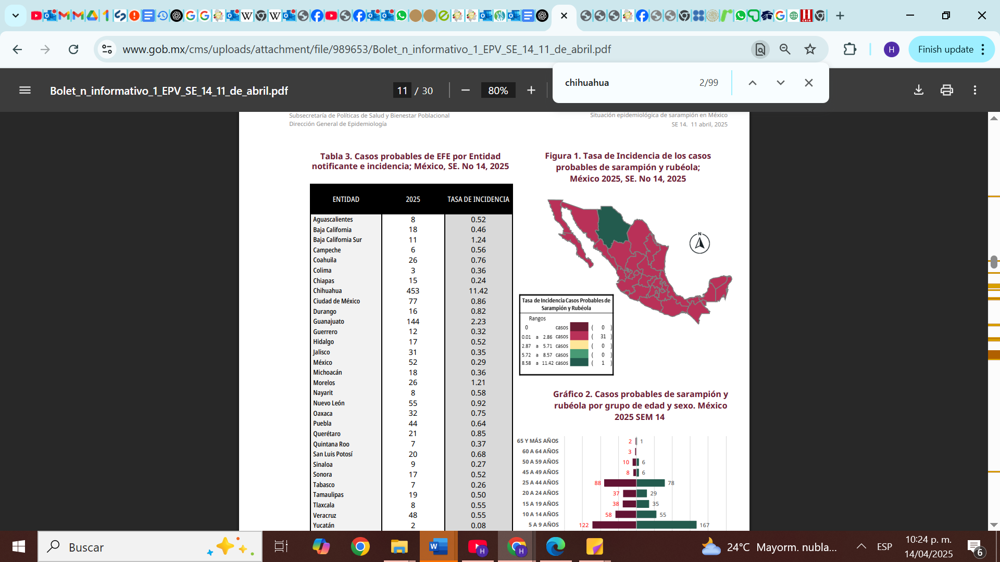 www.gob.mx/cms/uploads/attachment/file/989653/Bolet_n_informativo_1_EPV_SE_14_11_de_abril.pdf
H
Finish update
chihuahua 2/99
Bolet_n_informativo_1_EPV_SE_14_11_de_abril.pdf
11 / 30
80%
Subsecretaría de Políticas de Salud y Bienestar Poblacional
Dirección General de Epidemiología
Situación epidemiológica de sarampión en México
SE 14. 11 abril, 2025
Tabla 3. Casos probables de EFE por Entidad
notificante e incidencia; México, SE. No 14, 2025
ENTIDAD 2025 TASA DE INCIDENCIA
Aguascalientes 8 0.52
Baja California 18 0.46
Baja California Sur 11 1.24
Campeche 6 0.56
Coahuila 26 0.76
Colima 3 0.36
Chiapas 15 0.24
Chihuahua 453 11.42
Ciudad de México 77 0.86
Durango 16 0.82
Guanajuato 144 2.23
Guerrero 12 0.32
Hidalgo 17 0.52
Jalisco 31 0.35
México 52 0.29
Michoacán 18 0.36
Morelos 26 1.21
Nayarit 8 0.58
Nuevo León 55 0.92
Oaxaca 32 0.75
Puebla 44 0.64
Querétaro 21 0.85
Quintana Roo 7 0.37
San Luis Potosí 20 0.68
Sinaloa 9 0.27
Sonora 17 0.52
Tabasco 7 0.26
Tamaulipas 19 0.50
Tlaxcala 8 0.55
Veracruz 48 0.55
Yucatán 2 0.08
Figura 1. Tasa de Incidencia de los casos
probables de sarampión y rubéola;
México 2025, SE. No 14, 2025
N
Tasa de Incidencia Casos Probables de
Sarampión y Rubéola
Rangos
0 casos ( 0 )
0.01 a 2.86 casos ( 31 )
2.87 a 5.71 casos ( 0 )
5.72 a 8.57 casos ( 0 )
8.58 a 11.42 casos ( 1 )
Gráfico 2. Casos probables de sarampión y
rubéola por grupo de edad y sexo. México
2025 SEM 14
65 Y MÁS AÑOS 2 1
60 A 64 AÑOS 3
50 A 59 AÑOS 10 6
45 A 49 AÑOS 8 6
25 A 44 AÑOS 88 78
20 A 24 AÑOS 37 29
15 A 19 AÑOS 38 35
10 A 14 AÑOS 58 55
5 A 9 AÑOS 122 167
Buscar
24°C Mayorm. nubla...
ESP
10:24 p. m.
14/04/2025
6